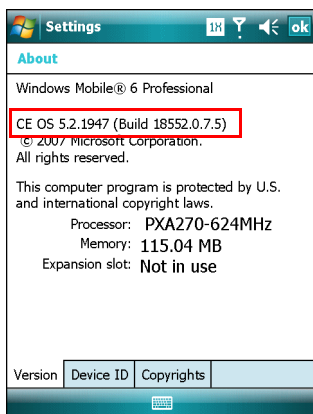 Settings
1X
ok
About
Windows Mobile® 6 Professional
CE OS 5.2.1947 (Build 18552.0.7.5)
© 2007 Microsoft Corporation.
All rights reserved.
This computer program is protected by U.S.
and international copyright laws.
Processor: PXA270-624MHz
Memory: 115.04 MB
Expansion slot: Not in use
Version Device ID Copyrights